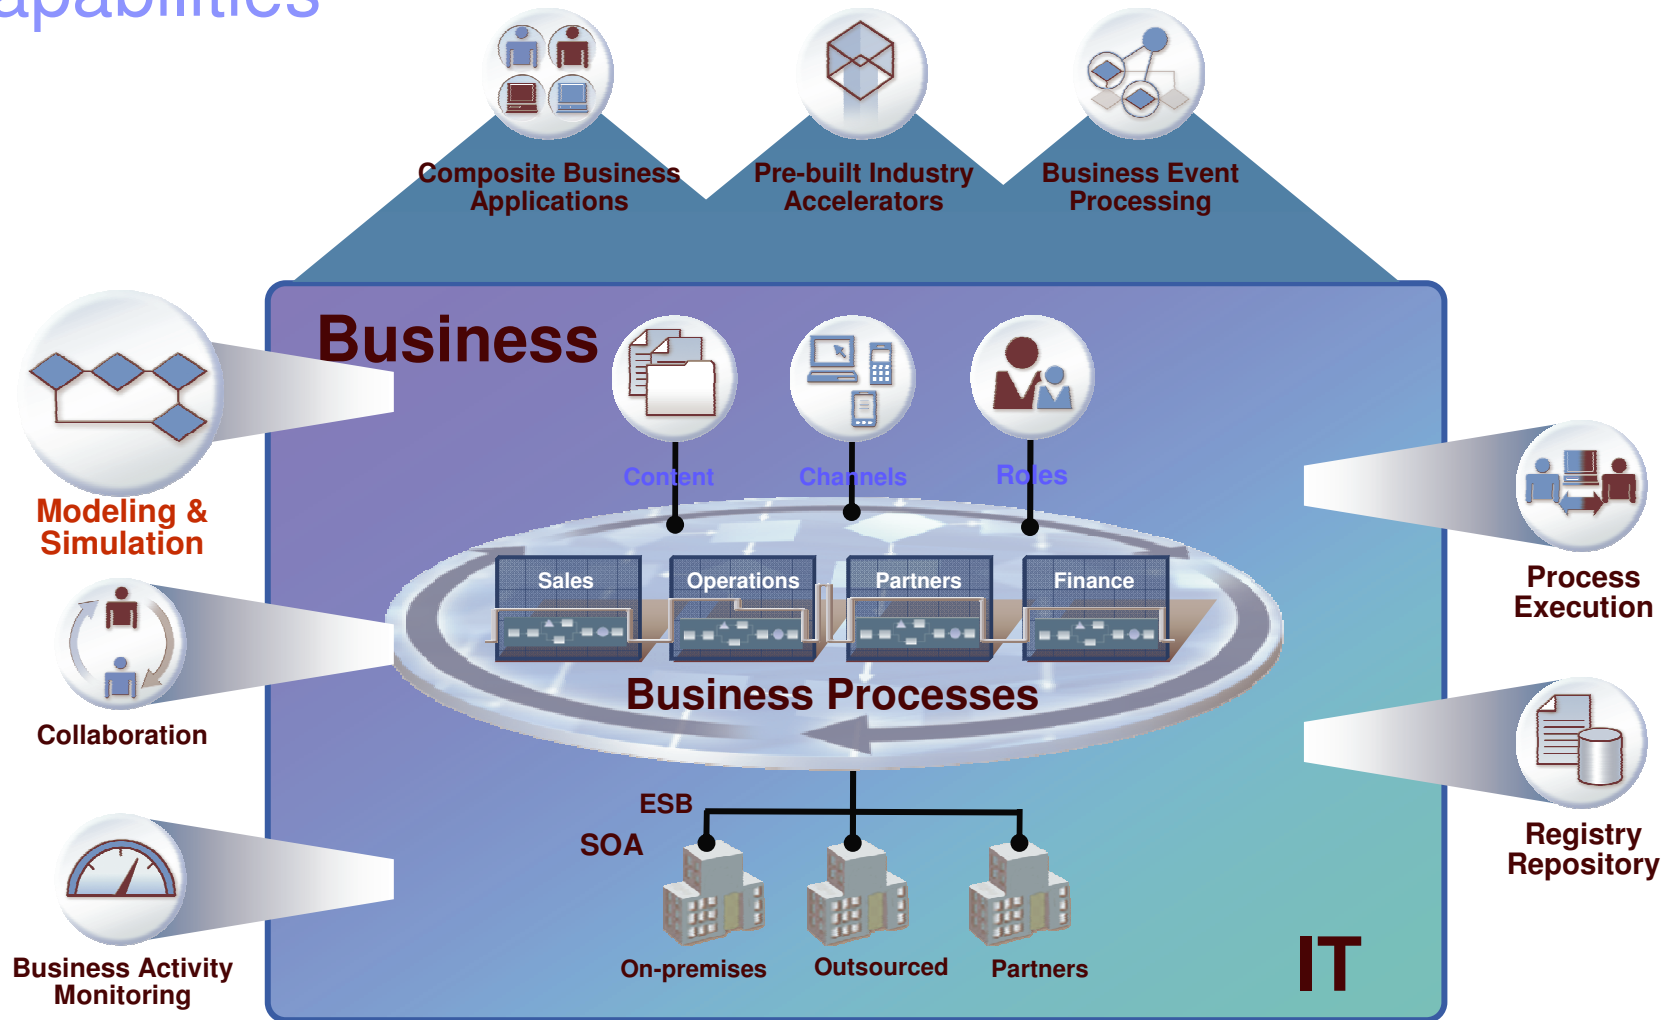 Composite Business
Applications
Pre-built Industry
Accelerators
Business Event
Processing
Business
Content
Channels
Roles
Modeling &
Simulation
Process
Execution
Sales
Operations
Partners
Finance
Business Processes
Collaboration
ESB
SOA
Registry
Repository
Business Activity
Monitoring
On-premises
Outsourced
Partners
IT